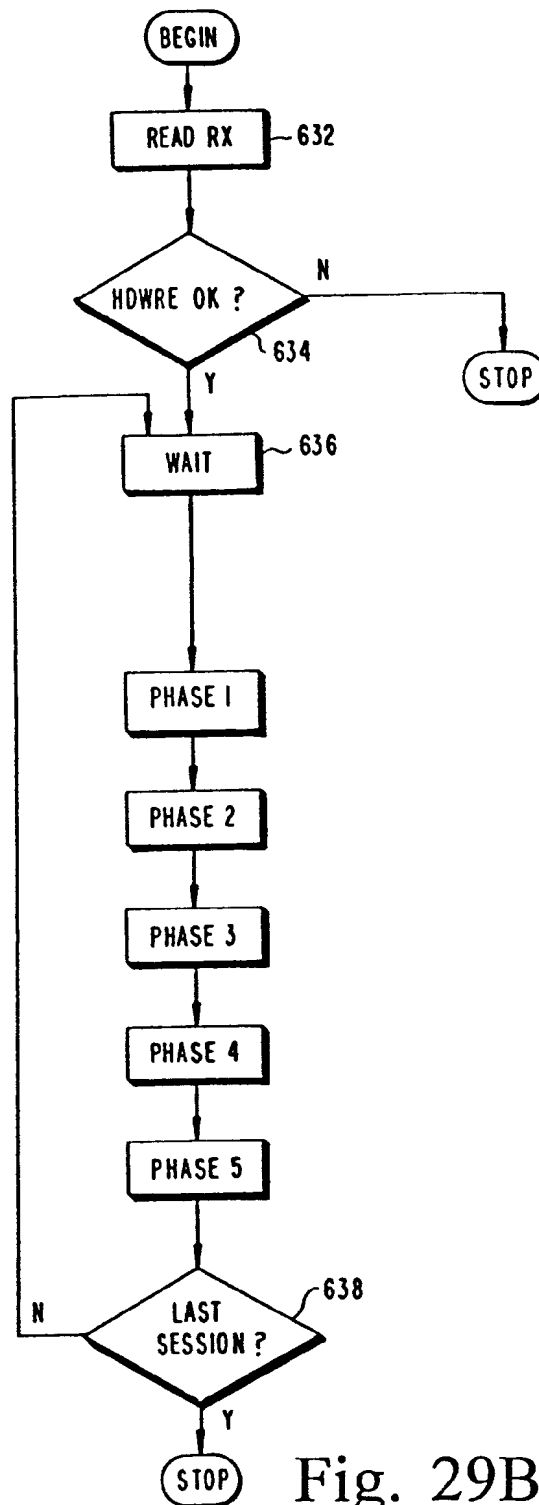 BEGIN
READ RX
632
HDWRE OK ?
N
634
Y
STOP
WAIT
636
PHASE 1
PHASE 2
PHASE 3
PHASE 4
PHASE 5
638
LAST
SESSION ?
N
Y
STOP
Fig. 29B